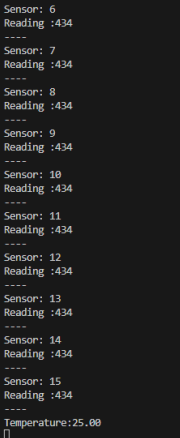 Sensor: 6
Reading :434
----
Sensor: 7
Reading :434
----
Sensor: 8
Reading :434
----
Sensor: 9
Reading :434
----
Sensor: 10
Reading :434
----
Sensor: 11
Reading :434
----
Sensor: 12
Reading :434
----
Sensor: 13
Reading :434
----
Sensor: 14
Reading :434
----
Sensor: 15
Reading :434
----
Temperature:25.00